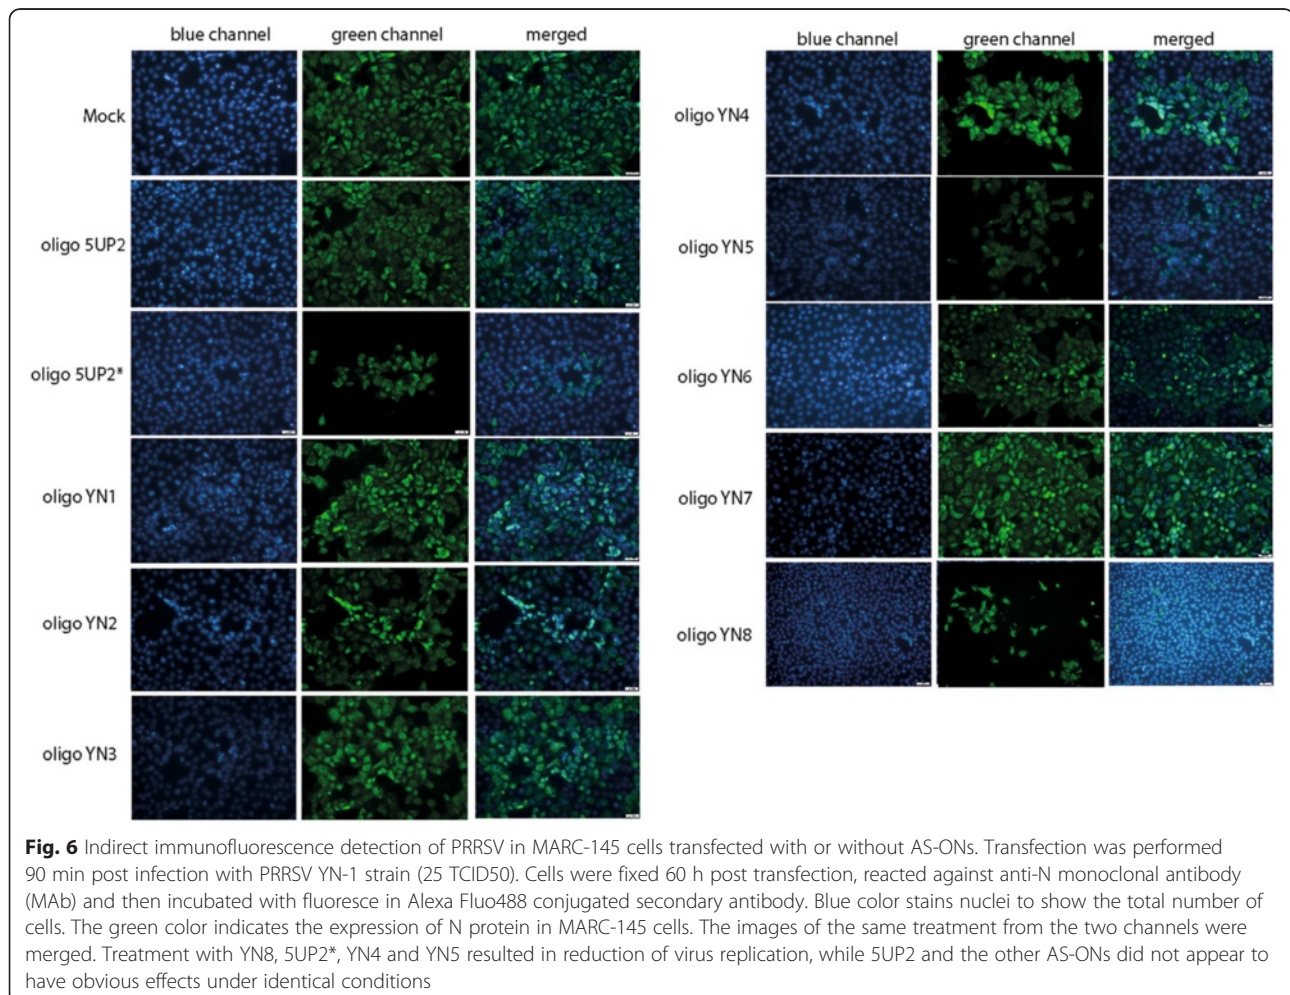 blue channel green channel merged
Mock
oligo 5UP2
oligo 5UP2*
oligo YN1
oligo YN2
oligo YN3
blue channel green channel merged
oligo YN4
oligo YN5
oligo YN6
oligo YN7
oligo YN8
Fig. 6 Indirect immunofluorescence detection of PRRSV in MARC-145 cells transfected with or without AS-ONs. Transfection was performed
90 min post infection with PRRSV YN-1 strain (25 TCID50). Cells were fixed 60 h post transfection, reacted against anti-N monoclonal antibody
(MAb) and then incubated with fluoresce in Alexa Fluo488 conjugated secondary antibody. Blue color stains nuclei to show the total number of
cells. The green color indicates the expression of N protein in MARC-145 cells. The images of the same treatment from the two channels were
merged. Treatment with YN8, 5UP2*, YN4 and YN5 resulted in reduction of virus replication, while 5UP2 and the other AS-ONs did not appear to
have obvious effects under identical conditions